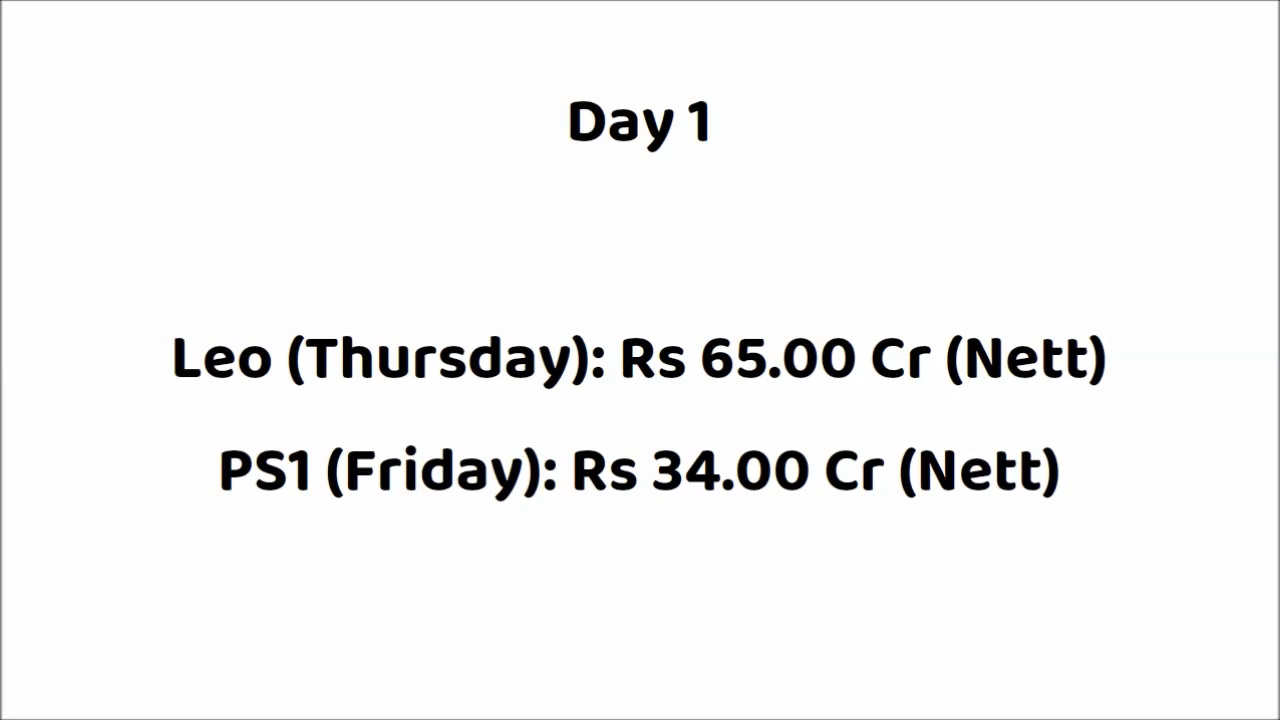 Day 1
Leo (Thursday): Rs 65.00 Cr (Nett)
PS1 (Friday): Rs 34.00 Cr (Nett)